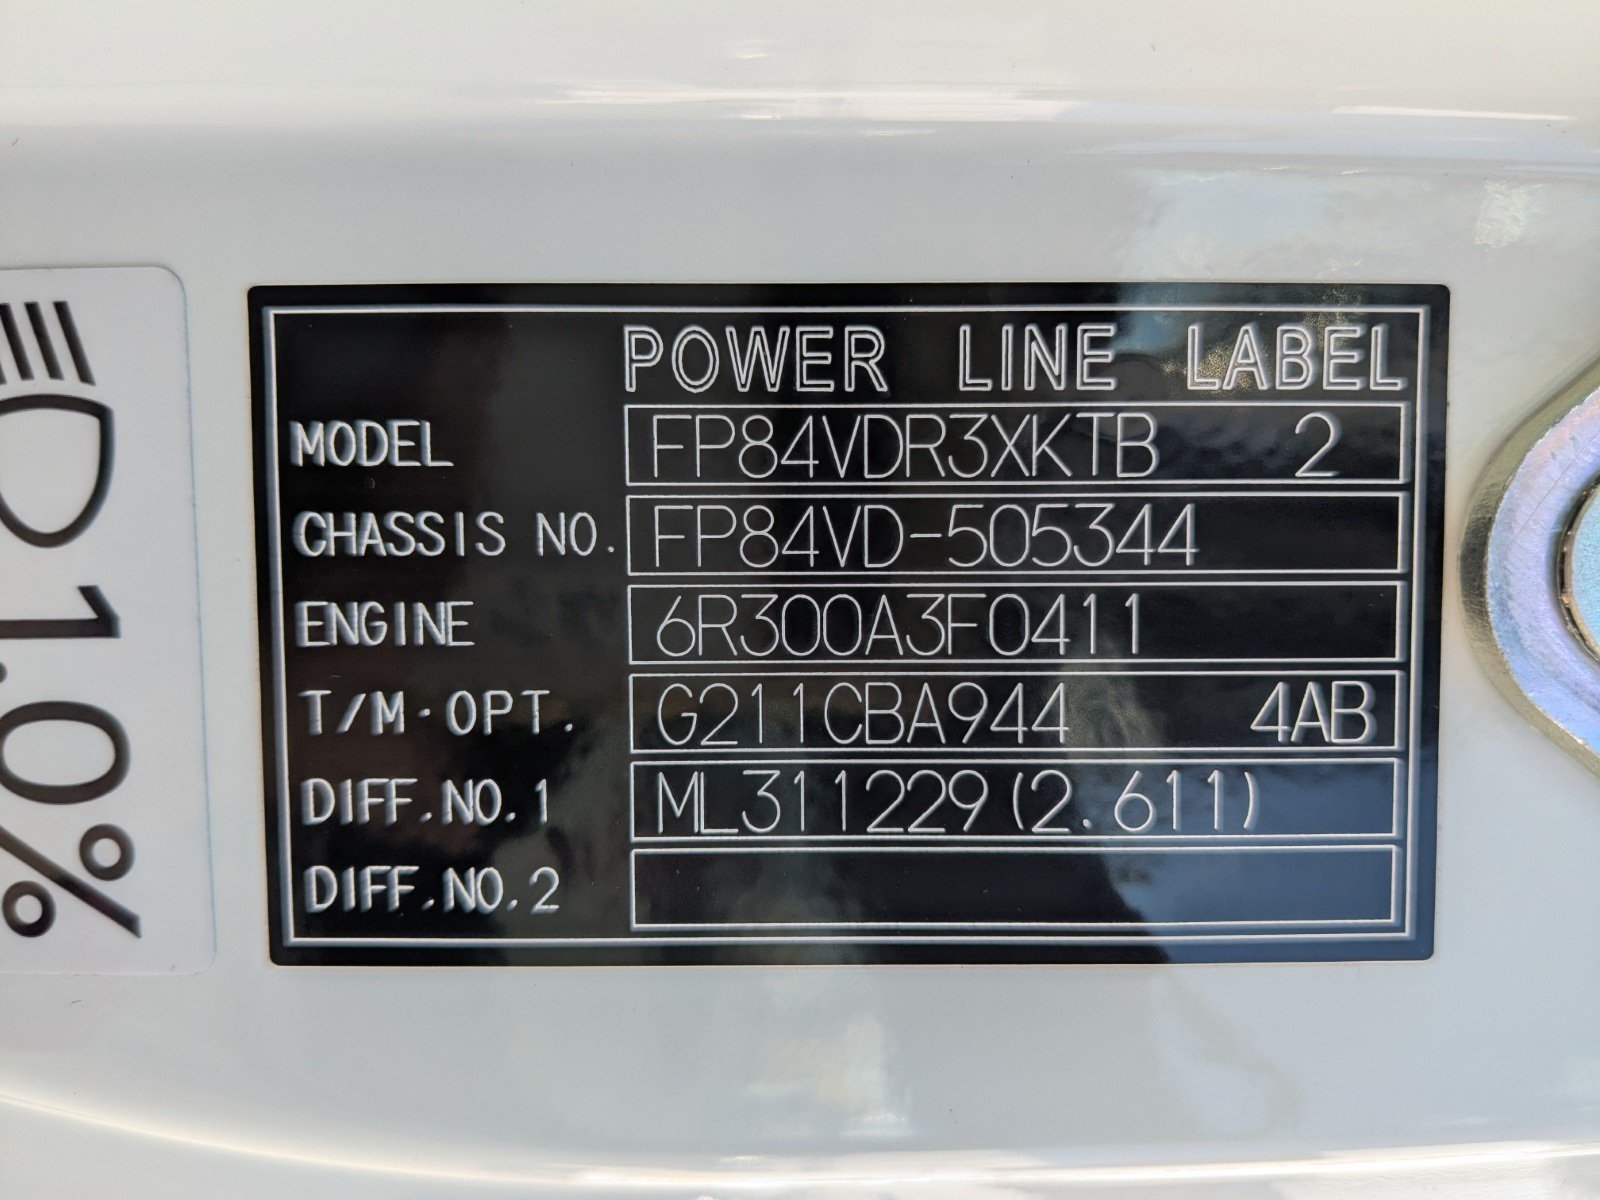 POWER LINE LABEL
MODEL FP84VDR3XKTB 2
CHASSIS NO. FP84VD-505344
ENGINE 6R300A3F0411
T/M·OPT. G211CBA944 4AB
DIFF.NO.1 ML311229(2.611)
DIFF.NO.2
1.0%